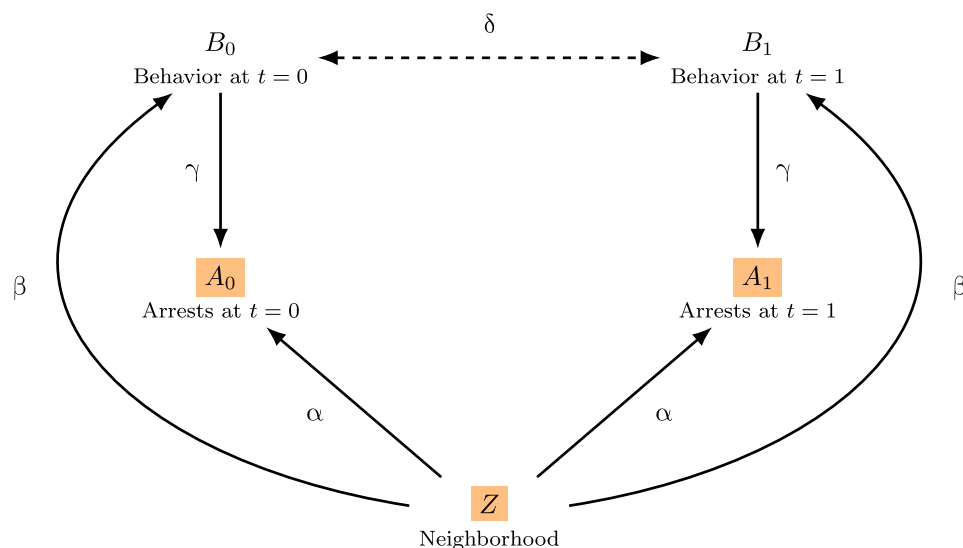 δ
B₀
B₁
Behavior at t = 0
Behavior at t = 1
γ
γ
A₀
A₁
β
β
Arrests at t = 0
Arrests at t = 1
α
α
Z
Neighborhood